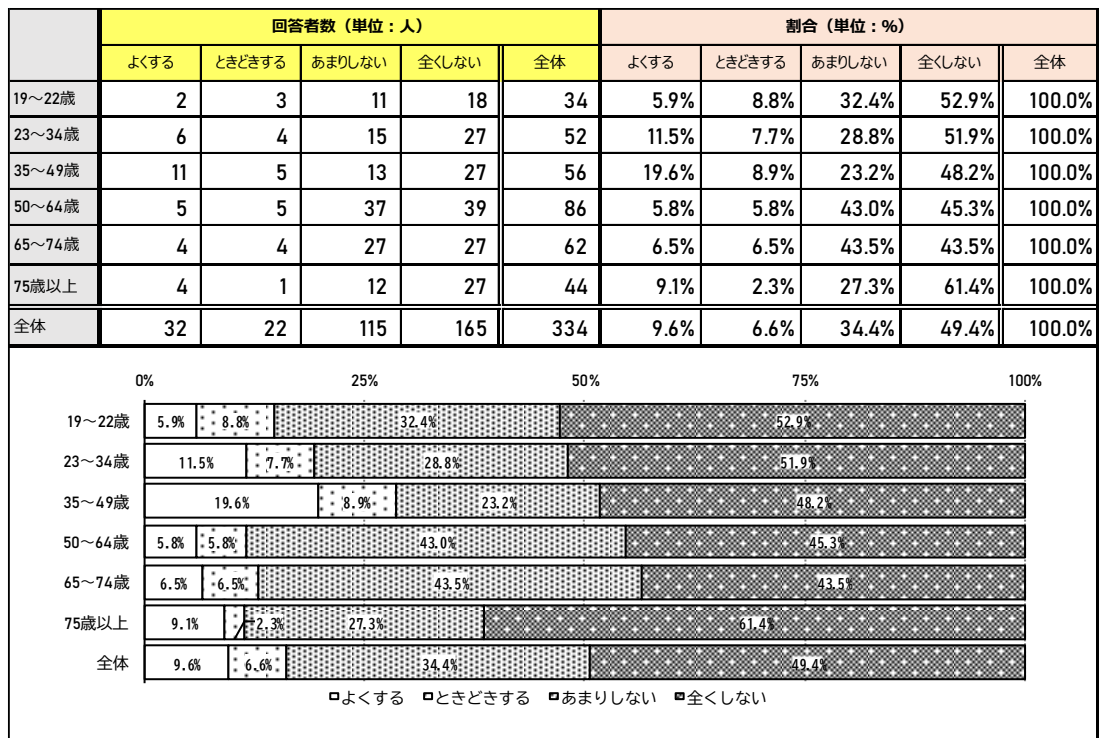 回答者数（単位：人） 割合（単位：%）
よくする ときどきする あまりしない 全くしない 全体 よくする ときどきする あまりしない 全くしない 全体
19～22歳 2 3 11 18 34 5.9% 8.8% 32.4% 52.9% 100.0%
23～34歳 6 4 15 27 52 11.5% 7.7% 28.8% 51.9% 100.0%
35～49歳 11 5 13 27 56 19.6% 8.9% 23.2% 48.2% 100.0%
50～64歳 5 5 37 39 86 5.8% 5.8% 43.0% 45.3% 100.0%
65～74歳 4 4 27 27 62 6.5% 6.5% 43.5% 43.5% 100.0%
75歳以上 4 1 12 27 44 9.1% 2.3% 27.3% 61.4% 100.0%
全体 32 22 115 165 334 9.6% 6.6% 34.4% 49.4% 100.0%
0% 25% 50% 75% 100%
19～22歳 5.9% 8.8% 32.4% 52.9%
23～34歳 11.5% 7.7% 28.8% 51.9%
35～49歳 19.6% 8.9% 23.2% 48.2%
50～64歳 5.8% 5.8% 43.0% 45.3%
65～74歳 6.5% 6.5% 43.5% 43.5%
75歳以上 9.1% 2.3% 27.3% 61.4%
全体 9.6% 6.6% 34.4% 49.4%
よくする ときどきする あまりしない 全くしない